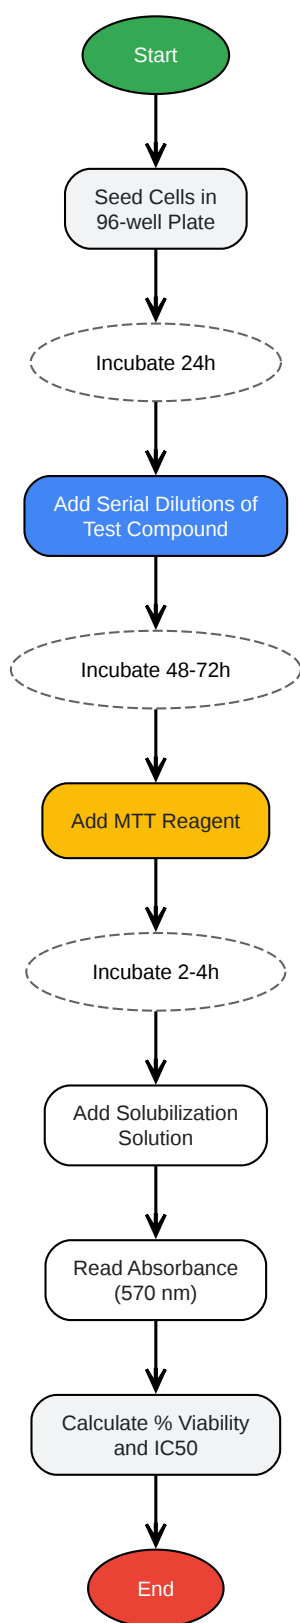 Start
Seed Cells in
96-well Plate
Incubate 24h
Add Serial Dilutions of
Test Compound
Incubate 48-72h
Add MTT Reagent
Incubate 2-4h
Add Solubilization
Solution
Read Absorbance
(570 nm)
Calculate % Viability
and IC50
End